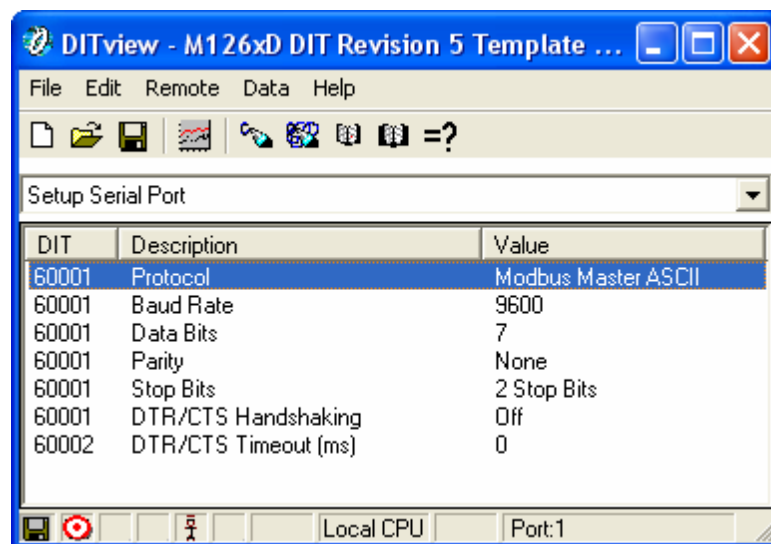 DITview - M126xD DIT Revision 5 Template ...
File Edit Remote Data Help
=?
Setup Serial Port
DIT Description Value
60001 Protocol Modbus Master ASCII
60001 Baud Rate 9600
60001 Data Bits 7
60001 Parity None
60001 Stop Bits 2 Stop Bits
60001 DTR/CTS Handshaking Off
60002 DTR/CTS Timeout (ms) 0
Local CPU Port:1